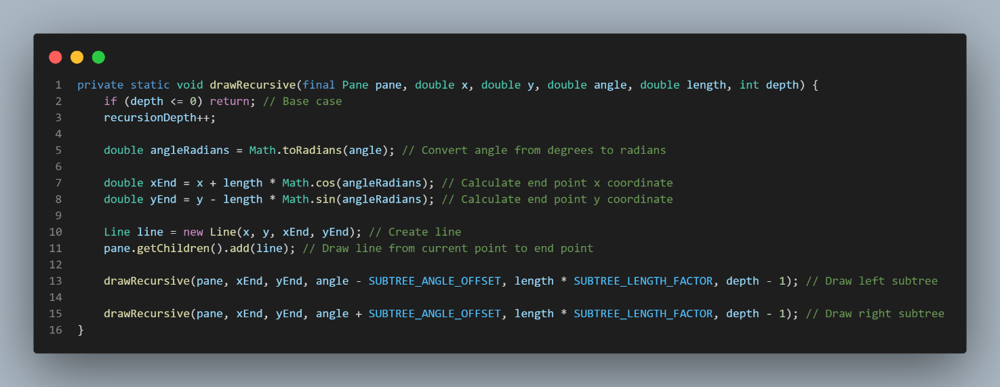 1 private static void drawRecursive(final Pane pane, double x, double y, double angle, double length, int depth) {
2     if (depth <= 0) return; // Base case
3     recursionDepth++;
4
5     double angleRadians = Math.toRadians(angle); // Convert angle from degrees to radians
6
7     double xEnd = x + length * Math.cos(angleRadians); // Calculate end point x coordinate
8     double yEnd = y - length * Math.sin(angleRadians); // Calculate end point y coordinate
9
10     Line line = new Line(x, y, xEnd, yEnd); // Create line
11     pane.getChildren().add(line); // Draw line from current point to end point
12
13     drawRecursive(pane, xEnd, yEnd, angle - SUBTREE_ANGLE_OFFSET, length * SUBTREE_LENGTH_FACTOR, depth - 1); // Draw left subtree
14
15     drawRecursive(pane, xEnd, yEnd, angle + SUBTREE_ANGLE_OFFSET, length * SUBTREE_LENGTH_FACTOR, depth - 1); // Draw right subtree
16 }